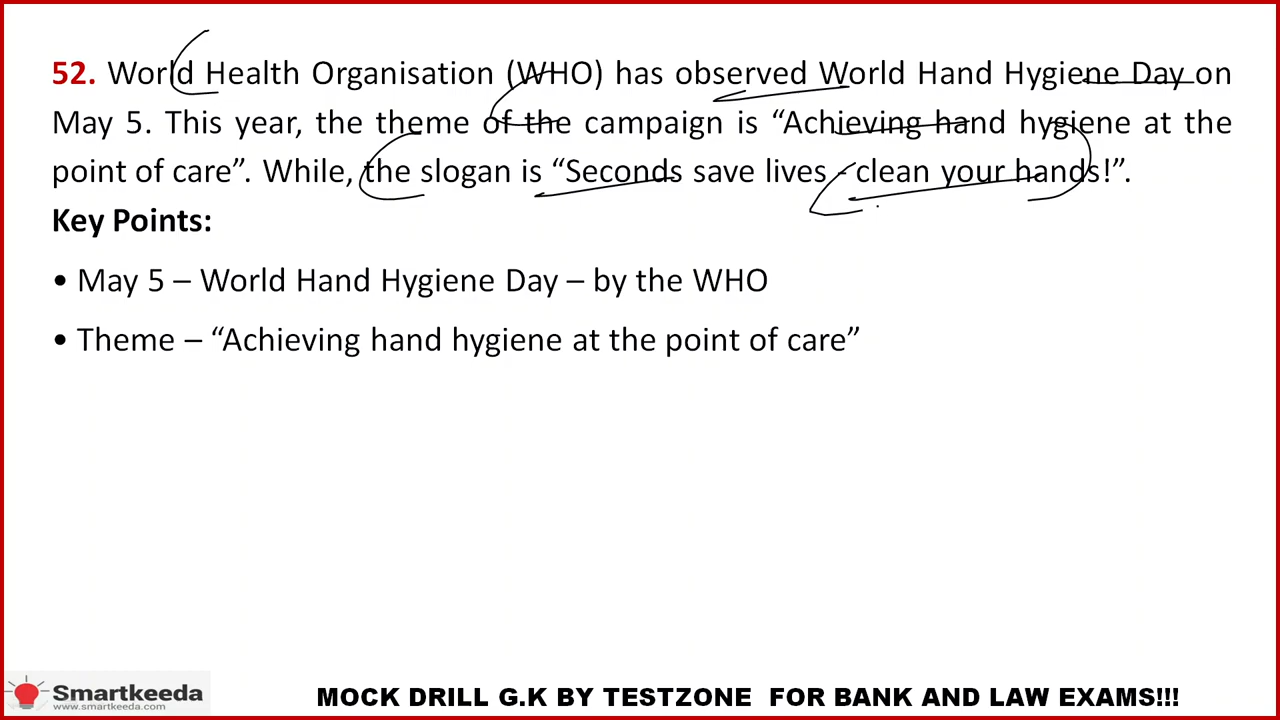 52. World Health Organisation (WHO) has observed World Hand Hygiene Day on
May 5. This year, the theme of the campaign is “Achieving hand hygiene at the
point of care”. While, the slogan is “Seconds save lives - clean your hands!”.
Key Points:
• May 5 – World Hand Hygiene Day – by the WHO
• Theme – “Achieving hand hygiene at the point of care”
Smartkeeda
www.smartkeeda.com
MOCK DRILL G.K BY TESTZONE FOR BANK AND LAW EXAMS!!!